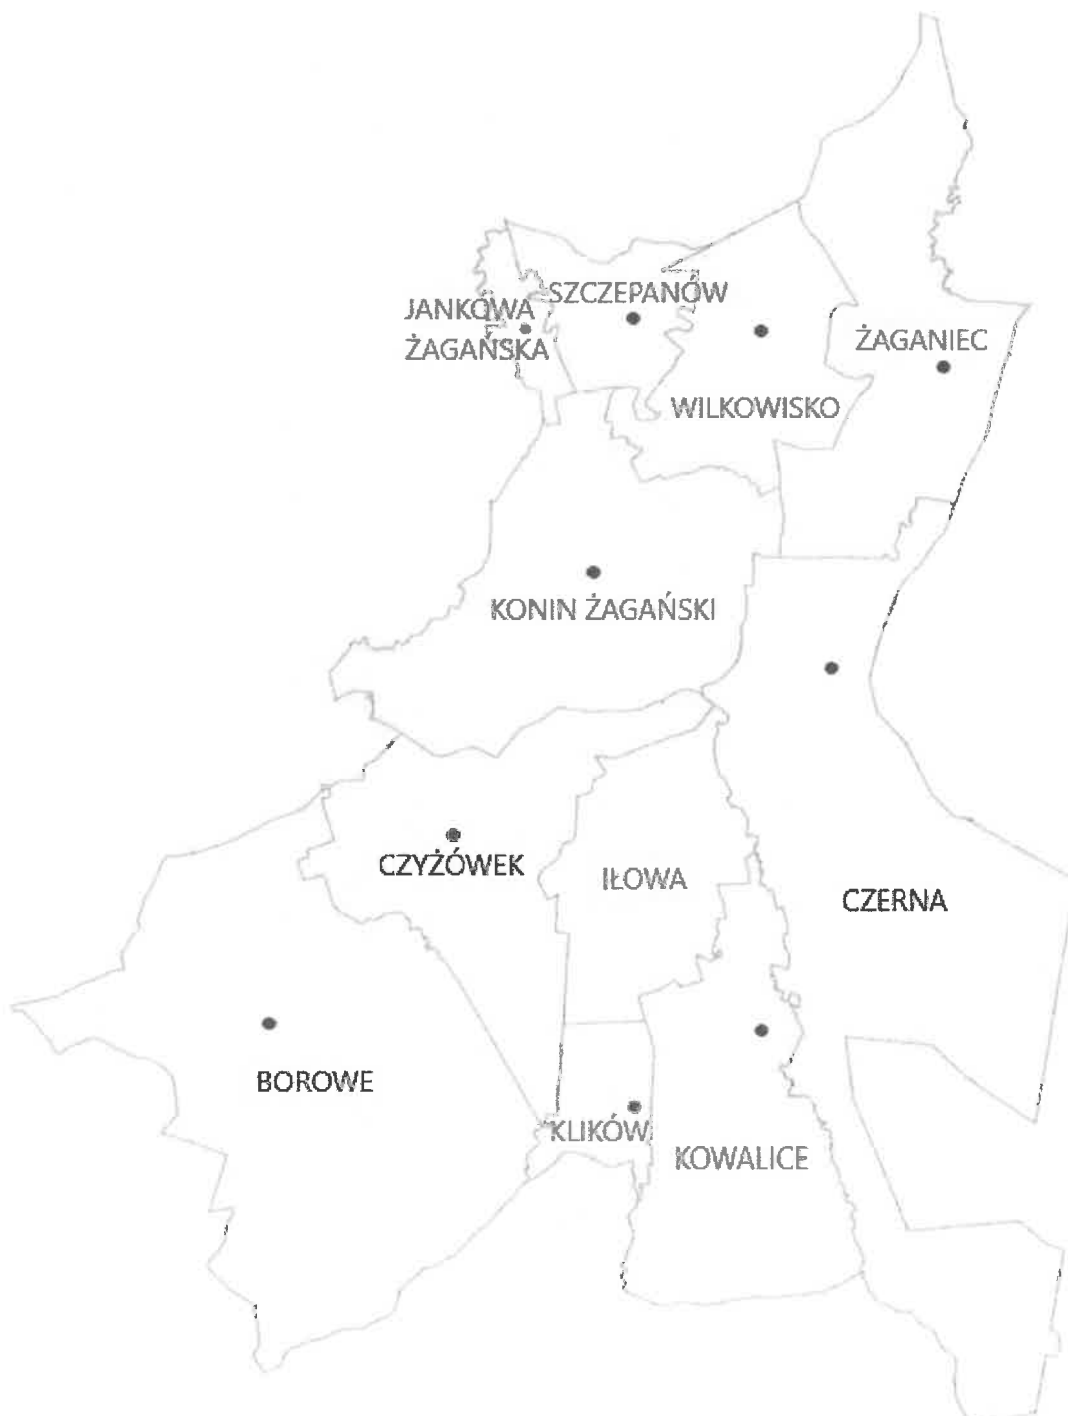 SZCZEPANÓW
JANKOWA
ŻAGAŃSKA
ŻAGANIEC
WILKOWISKO
KONIN ŻAGAŃSKI
CZYŻÓWEK
IŁOWA
CZERNA
BOROWE
KLIKÓW
KOWALICE